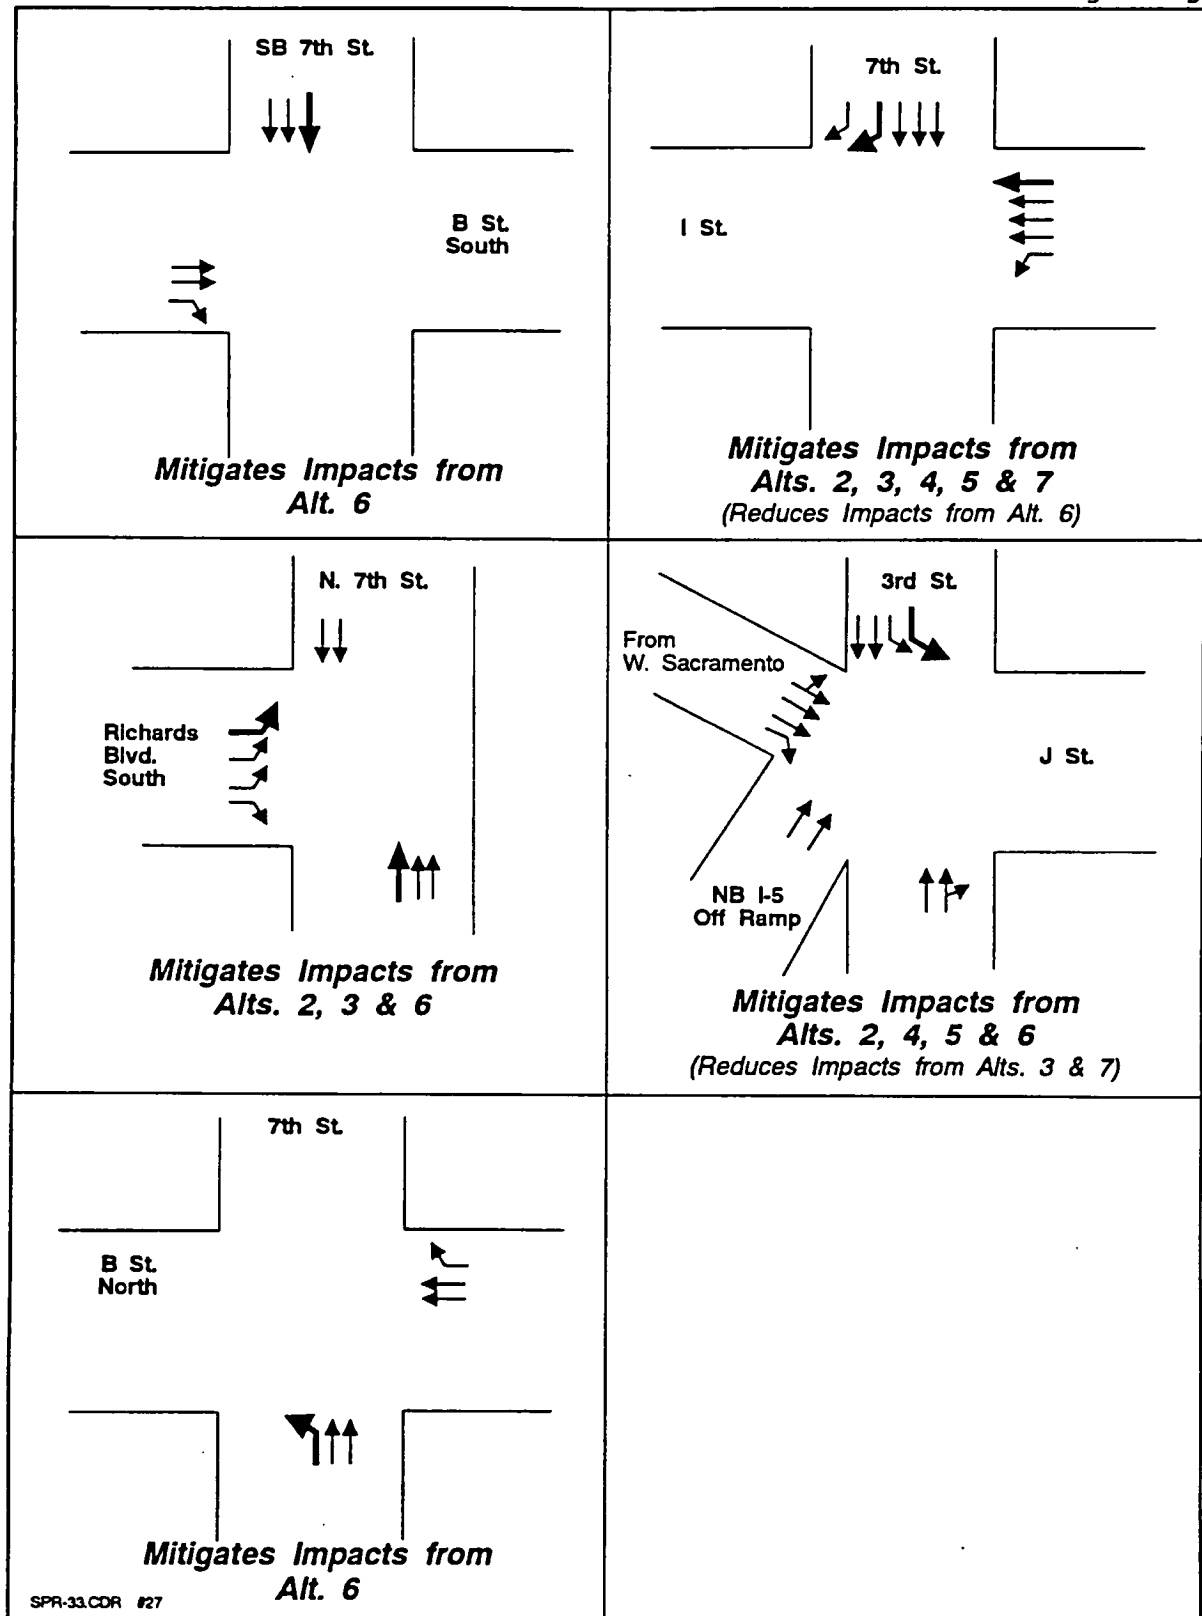 SB 7th St.
B St.
South
Mitigates Impacts from
Alt. 6
7th St.
I St.
Mitigates Impacts from
Alts. 2, 3, 4, 5 & 7
(Reduces Impacts from Alt. 6)
N. 7th St.
Richards
Blvd.
South
Mitigates Impacts from
Alts. 2, 3 & 6
3rd St.
From
W. Sacramento
J St.
NB I-5
Off Ramp
Mitigates Impacts from
Alts. 2, 4, 5 & 6
(Reduces Impacts from Alts. 3 & 7)
7th St.
B St.
North
Mitigates Impacts from
Alt. 6
SPR-33.CDR #27